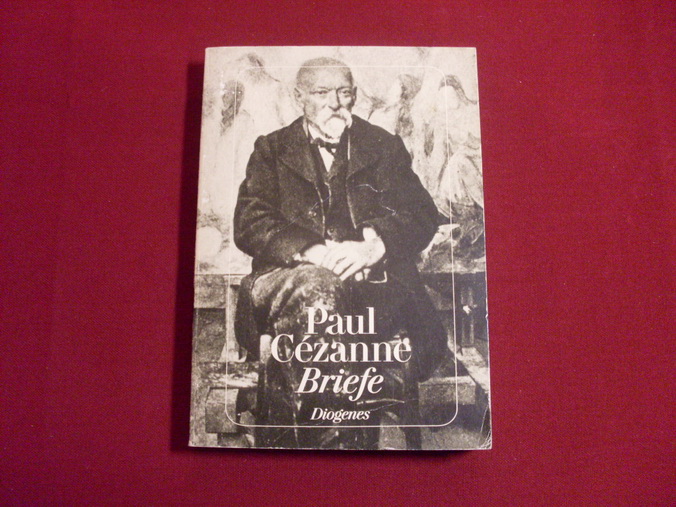 Paul
Cézanne
Briefe
Diogenes